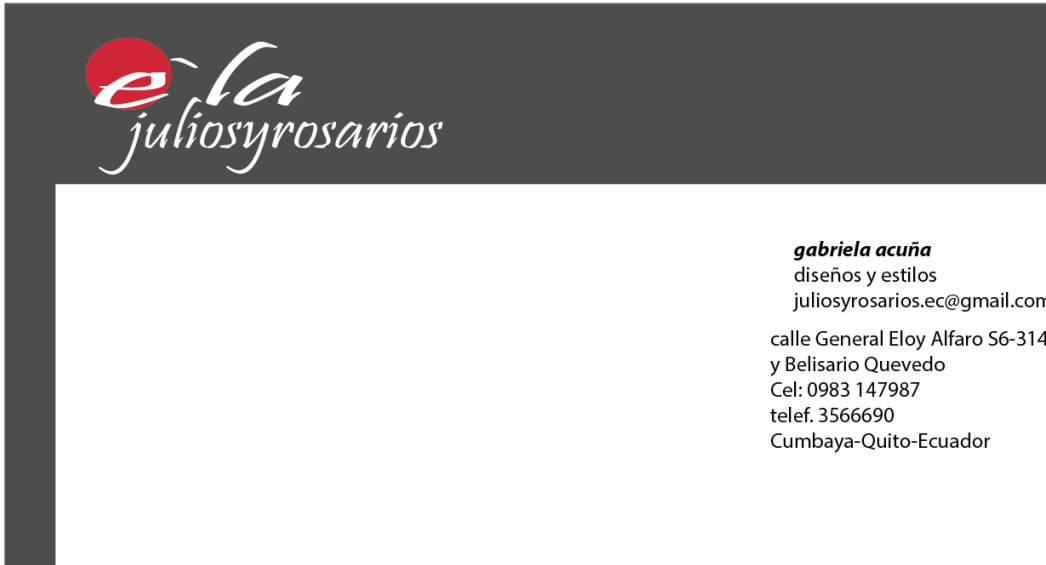 e`la
juliosyrosarios
gabriela acuña
diseños y estilos
juliosyrosarios.ec@gmail.com
calle General Eloy Alfaro S6-314
y Belisario Quevedo
Cel: 0983 147987
telef. 3566690
Cumbaya-Quito-Ecuador